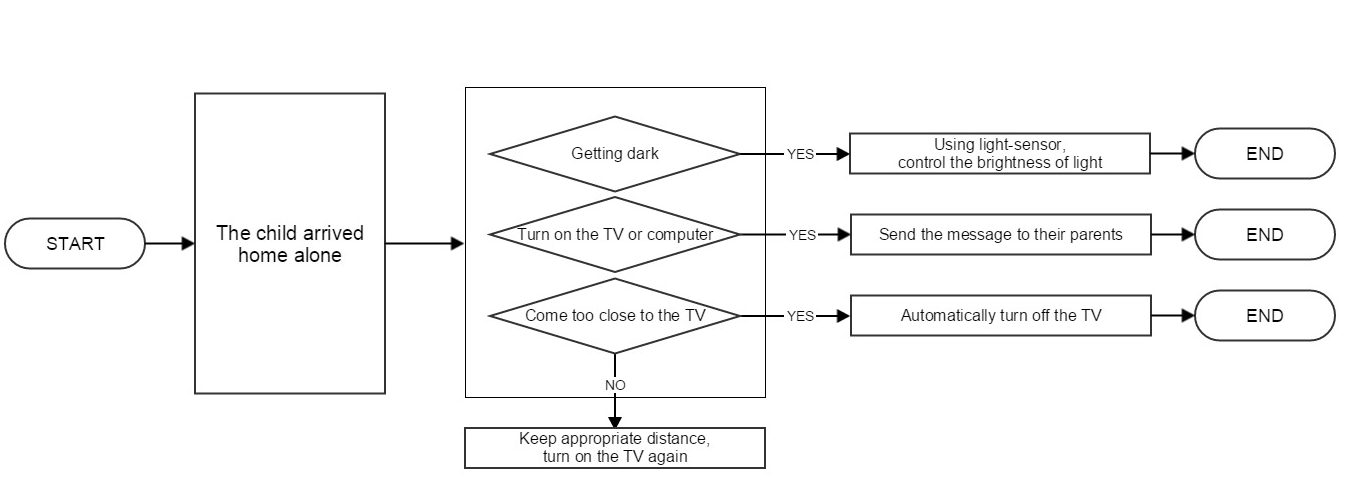 START
The child arrived
home alone
Getting dark
YES
Using light-sensor,
control the brightness of light
END
Turn on the TV or computer
YES
Send the message to their parents
END
Come too close to the TV
YES
Automatically turn off the TV
END
NO
Keep appropriate distance,
turn on the TV again